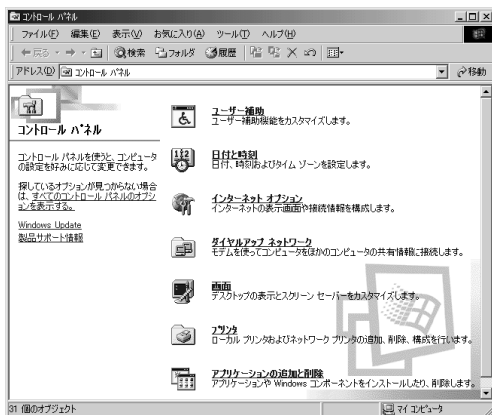 コントロール パネル
ファイル(F) 編集(E) 表示(V) お気に入り(A) ツール(T) ヘルプ(H)
戻る 検索 フォルダ 履歴
アドレス(D) コントロール パネル 移動
コントロール パネル
コントロール パネルを使うと、コンピュータ
の設定を好みに応じて変更できます。
探しているオプションが見つからない場合
は、すべてのコントロール パネルのオプショ
ンを表示する。
Windows Update
製品サポート情報
ユーザー補助
ユーザー補助機能をカスタマイズします。
日付と時刻
日付、時刻およびタイム ゾーンを設定します。
インターネット オプション
インターネットの表示画面や接続情報を構成します。
ダイヤルアップ ネットワーク
モデムを使ってコンピュータをほかのコンピュータの共有情報に接続します。
画面
デスクトップの表示とスクリーン セーバーをカスタマイズします。
プリンタ
ローカル プリンタおよびネットワーク プリンタの追加、削除、構成を行います。
アプリケーションの追加と削除
アプリケーションや Windows コンポーネントをインストールしたり、削除します。
31 個のオブジェクト マイ コンピュータ